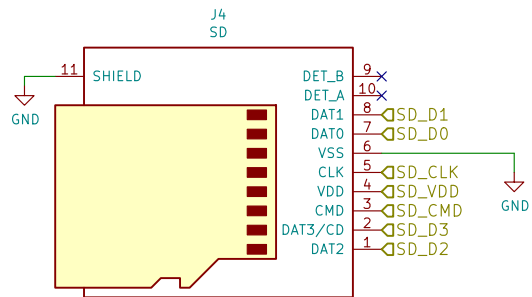 J4
SD
11 SHIELD DET_B 9
GND DET_A 10
DAT1 8 SD_D1
DAT0 7 SD_D0
VSS 6
CLK 5 SD_CLK
VDD 4 SD_VDD
GND
CMD 3 SD_CMD
DAT3/CD 2 SD_D3
DAT2 1 SD_D2